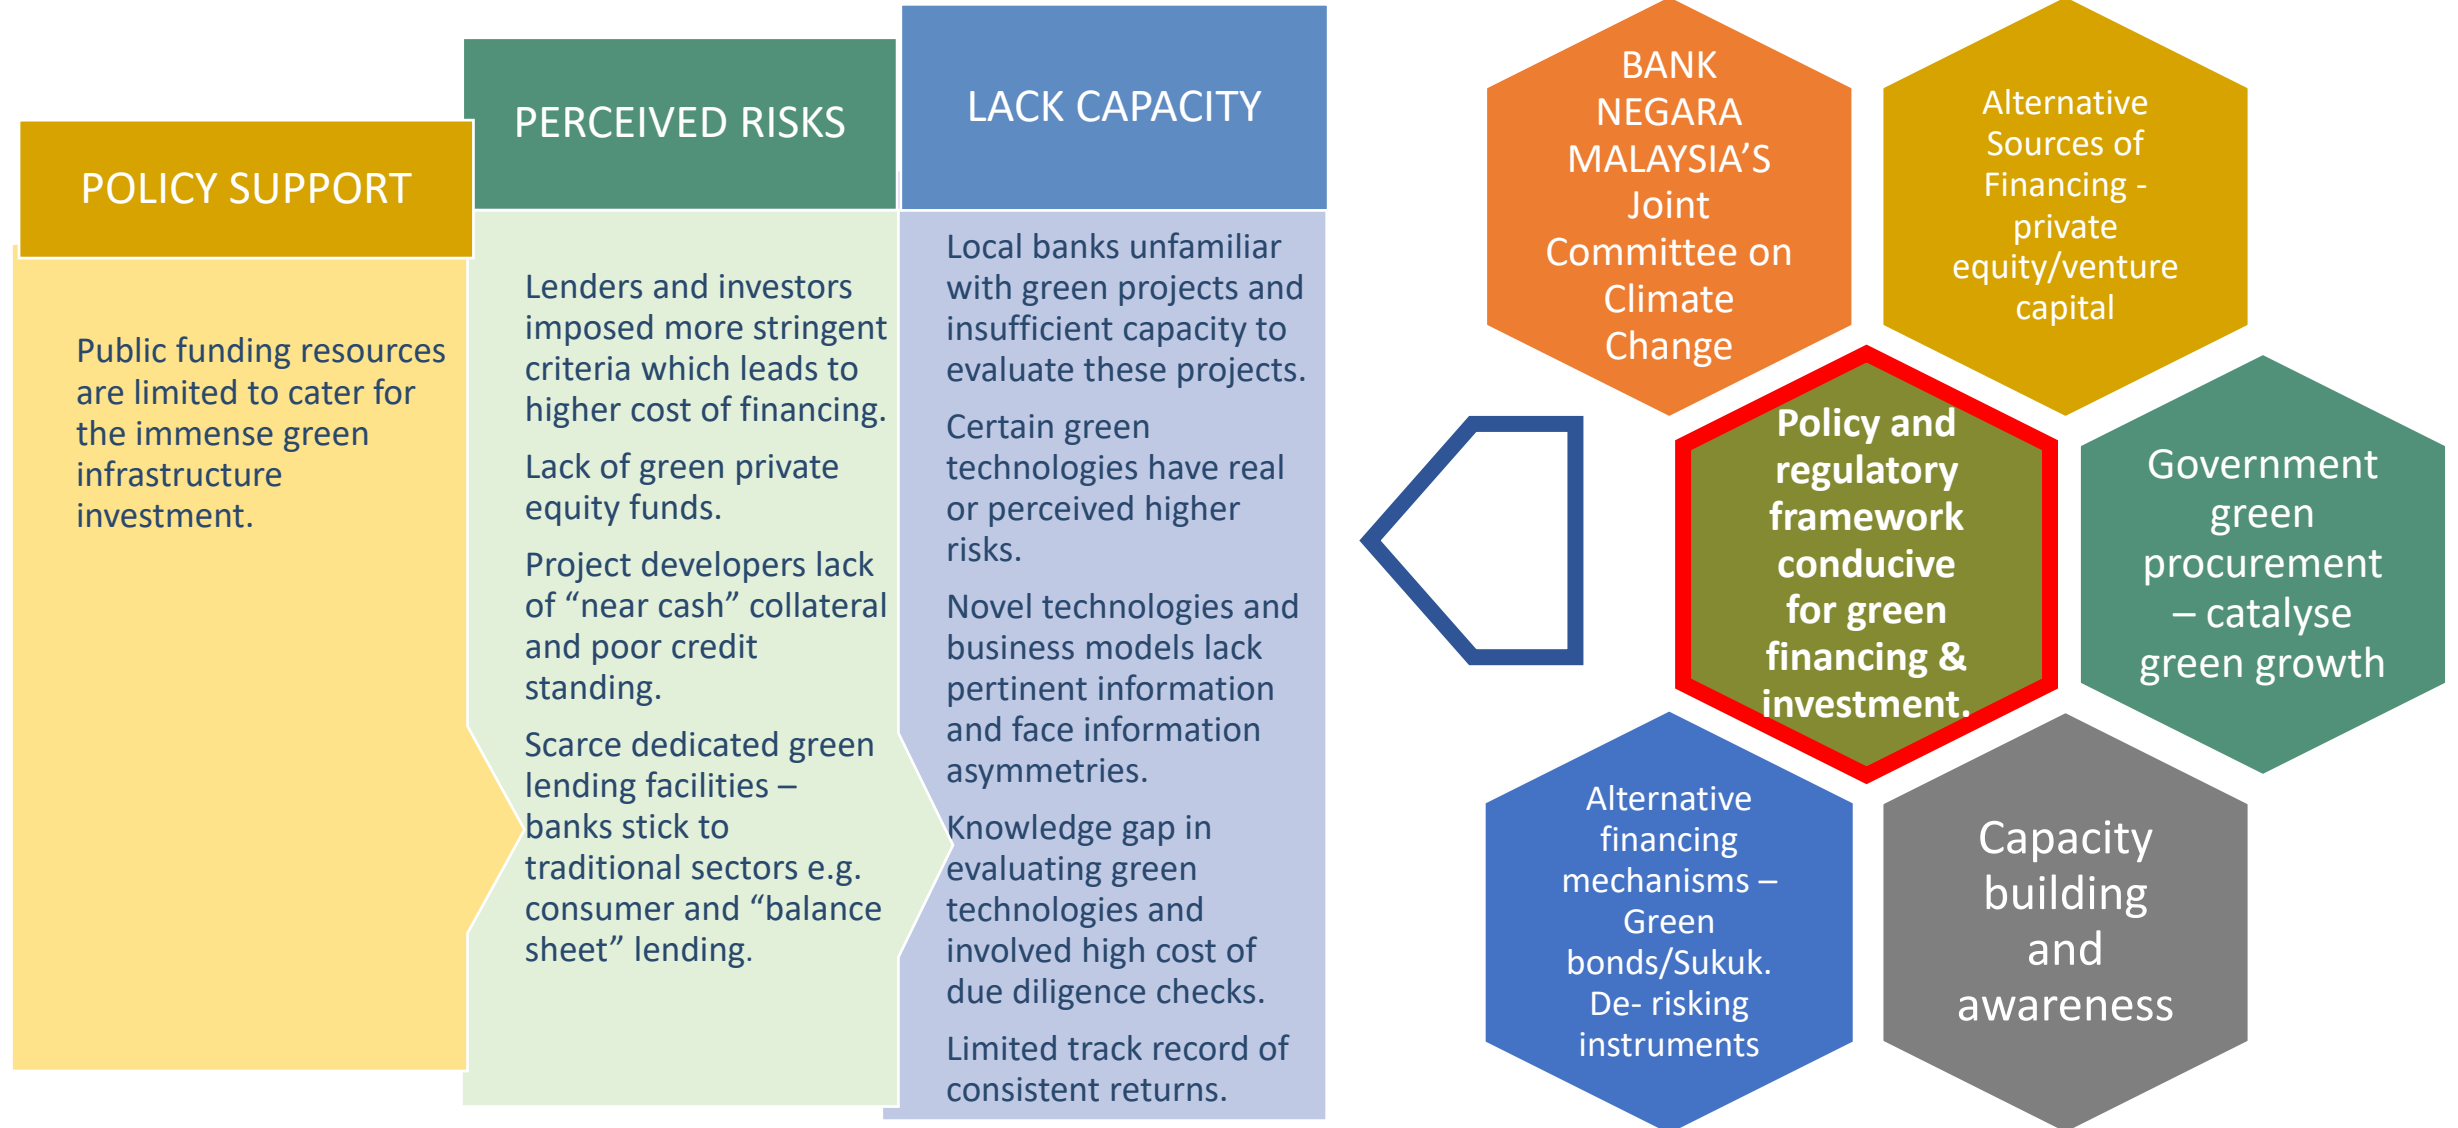 POLICY SUPPORT
Public funding resources
are limited to cater for
the immense green
infrastructure
investment.
PERCEIVED RISKS
Lenders and investors
imposed more stringent
criteria which leads to
higher cost of financing.
Lack of green private
equity funds.
Project developers lack
of “near cash” collateral
and poor credit
standing.
Scarce dedicated green
lending facilities –
banks stick to
traditional sectors e.g.
consumer and “balance
sheet” lending.
LACK CAPACITY
Local banks unfamiliar
with green projects and
insufficient capacity to
evaluate these projects.
Certain green
technologies have real
or perceived higher
risks.
Novel technologies and
business models lack
pertinent information
and face information
asymmetries.
Knowledge gap in
evaluating green
technologies and
involved high cost of
due diligence checks.
Limited track record of
consistent returns.
BANK
NEGARA
MALAYSIA’S
Joint
Committee on
Climate
Change
Alternative
Sources of
Financing -
private
equity/venture
capital
Policy and
regulatory
framework
conducive
for green
financing &
investment.
Government
green
procurement
– catalyse
green growth
Alternative
financing
mechanisms –
Green
bonds/Sukuk.
De- risking
instruments
Capacity
building
and
awareness